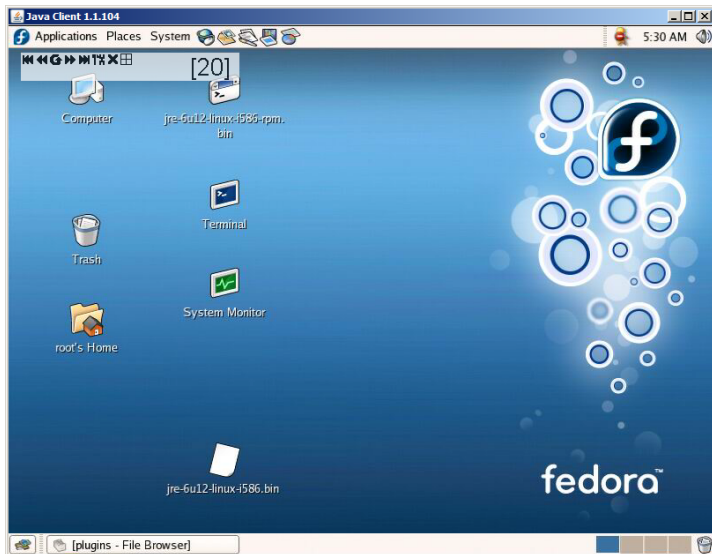 Java Client 1.1.104
Applications Places System
5:30 AM
[20]
Computer
jre-6u12-linux-i586-rpm.
bin
Terminal
Trash
System Monitor
root's Home
jre-6u12-linux-i586.bin
fedora™
[plugins - File Browser]